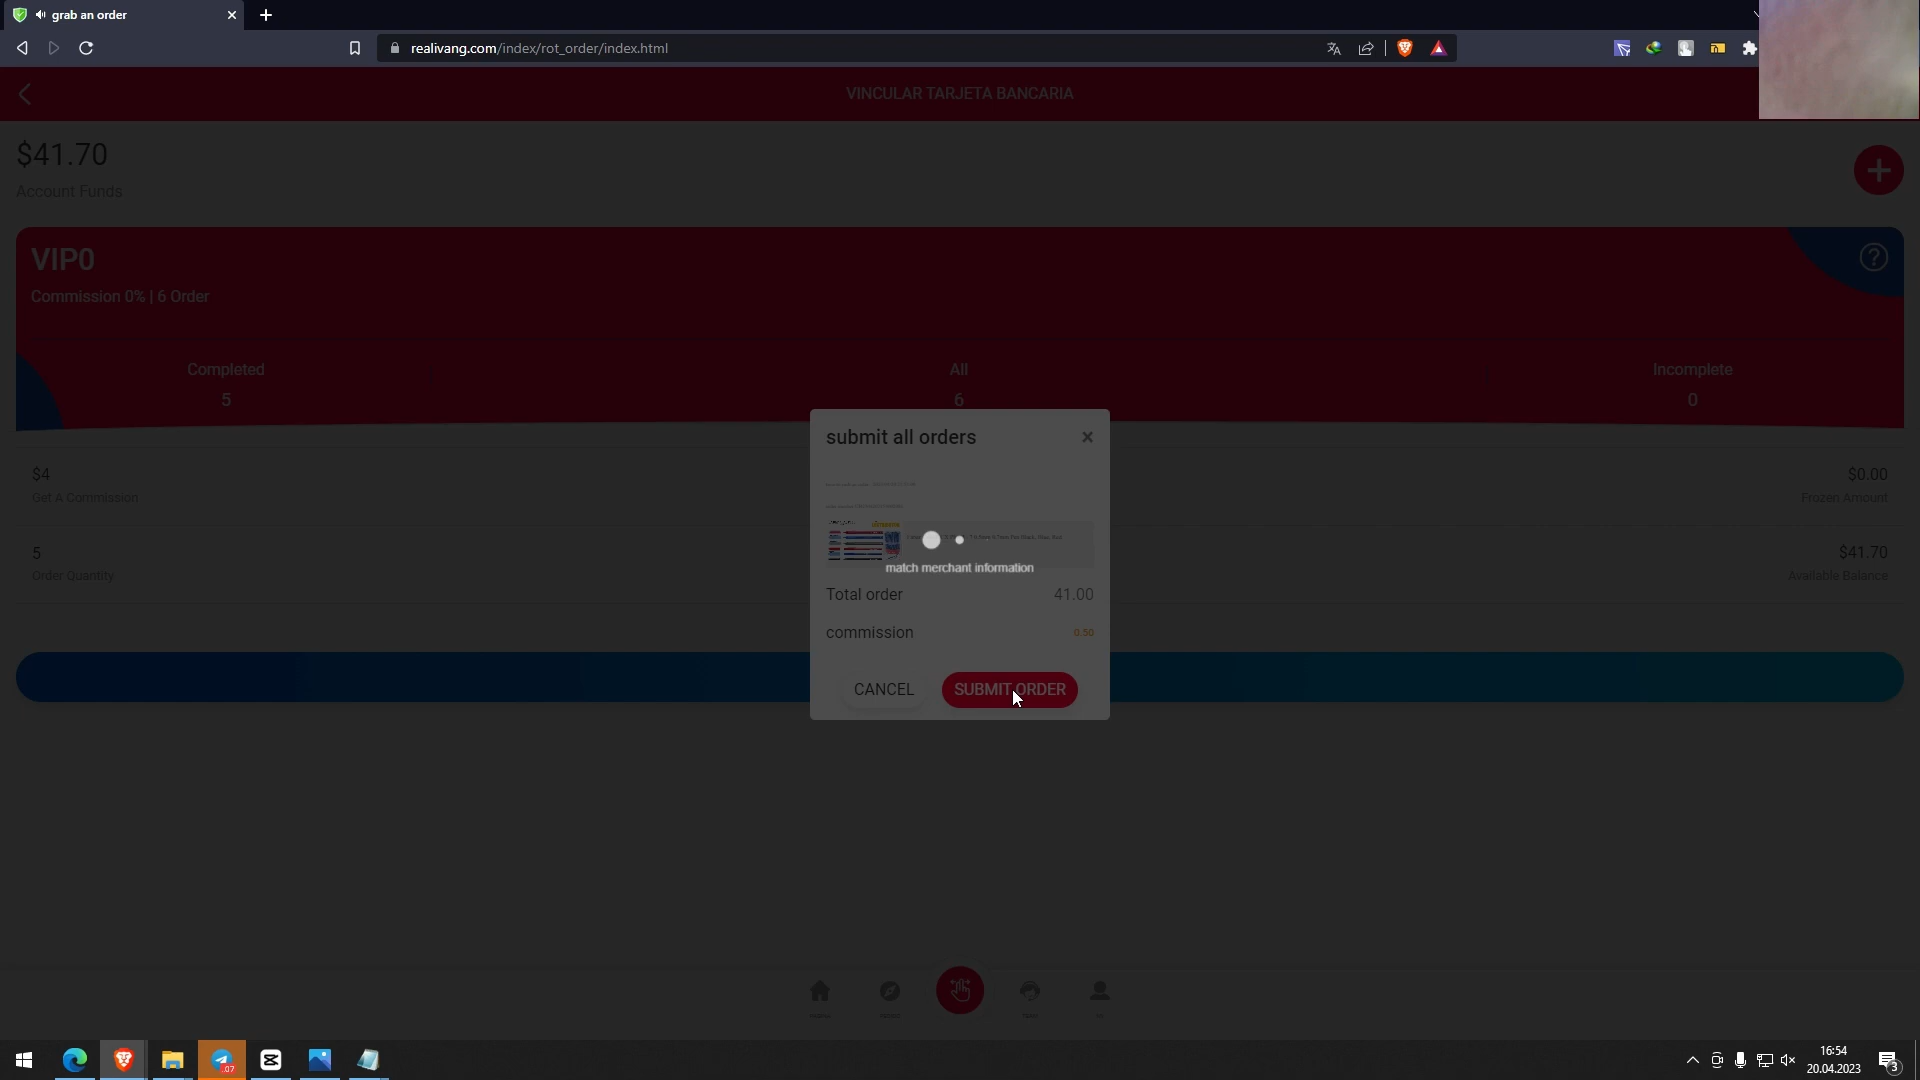 grab an order
realivang.com/index/rot_order/index.html
VINCULAR TARJETA BANCARIA
$41.70
Account Funds
VIP0
Commission 0% | 6 Order
Completed
All
Incomplete
5
6
0
submit all orders
$4
$0.00
Get A Commission
Frozen Amount
match merchant information
5
$41.70
Order Quantity
Available Balance
Total order
41.00
commission
0.50
CANCEL
SUBMIT ORDER
.07
16:54
20.04.2023
3